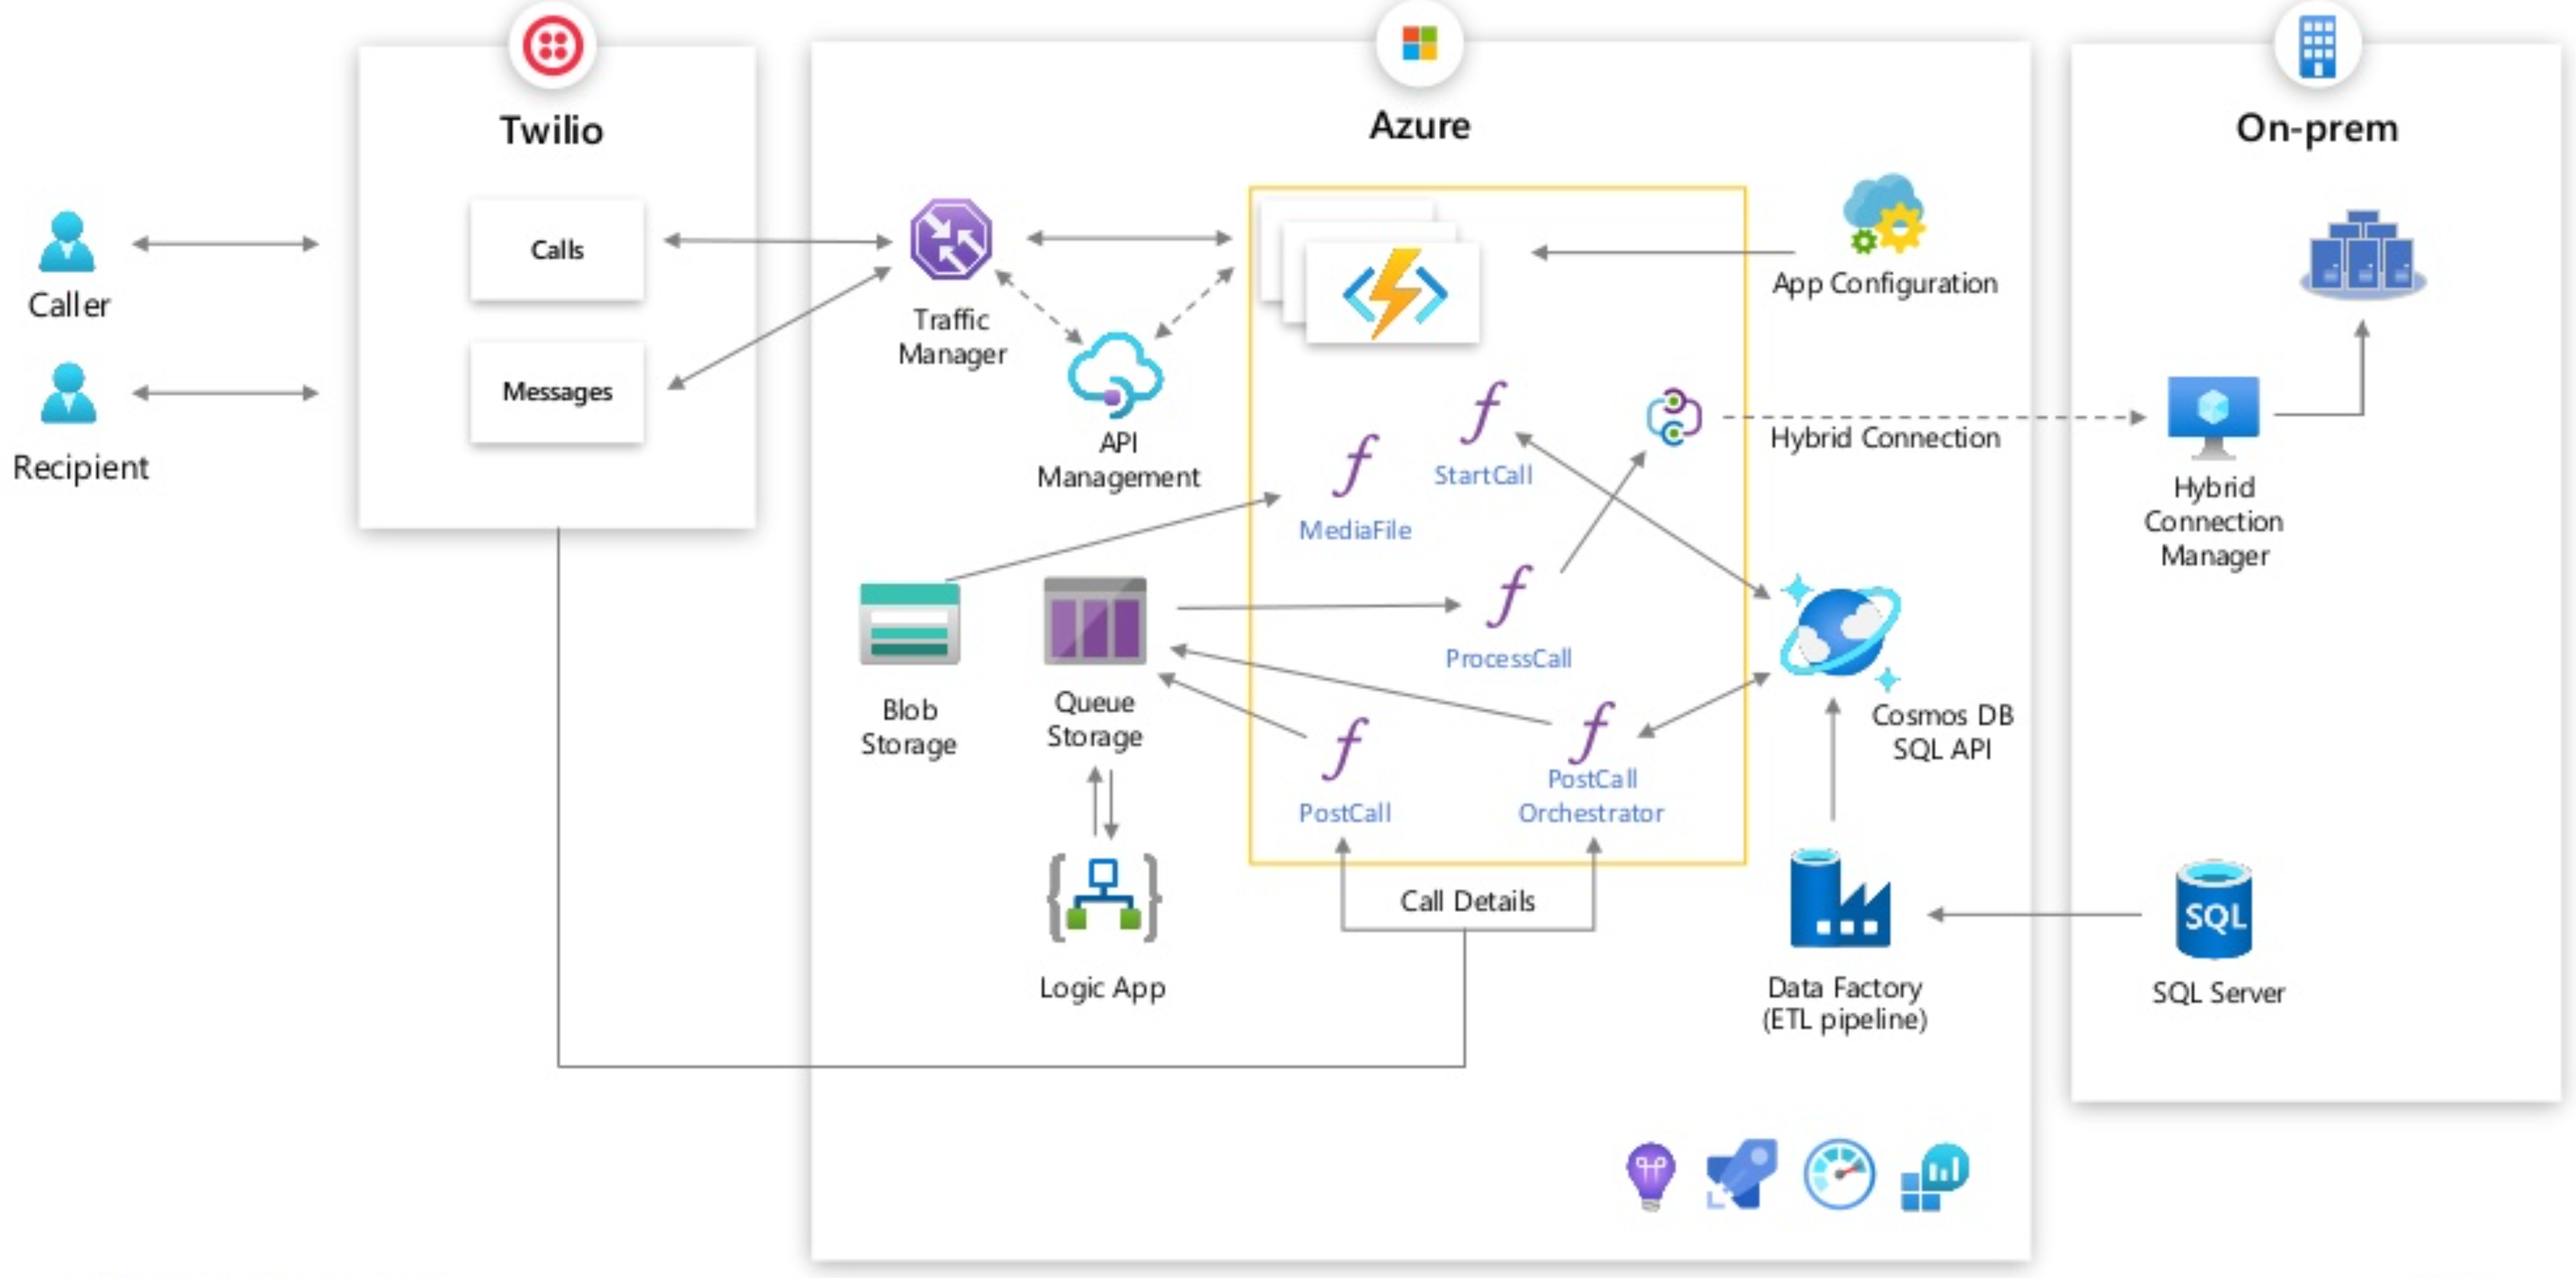 Twilio
Azure
On-prem
Caller
Recipient
Calls
Messages
Traffic
Manager
API
Management
App Configuration
StartCall
MediaFile
Hybrid Connection
Hybrid
Connection
Manager
ProcessCall
Blob
Storage
Queue
Storage
Cosmos DB
SQL API
PostCall
PostCall
Orchestrator
Call Details
Logic App
Data Factory
(ETL pipeline)
SQL
SQL Server